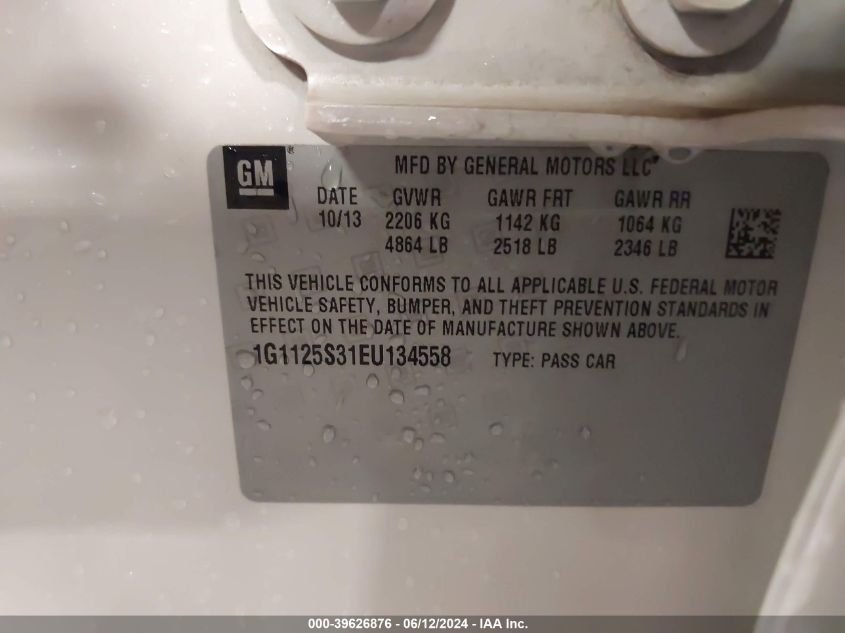 GM
MFD BY GENERAL MOTORS LLC
DATE GVWR GAWR FRT GAWR RR
10/13 2206 KG 1142 KG 1064 KG
4864 LB 2518 LB 2346 LB
THIS VEHICLE CONFORMS TO ALL APPLICABLE U.S. FEDERAL MOTOR
VEHICLE SAFETY, BUMPER, AND THEFT PREVENTION STANDARDS IN
EFFECT ON THE DATE OF MANUFACTURE SHOWN ABOVE.
1G1125S31EU134558 TYPE: PASS CAR
000-39626876 - 06/12/2024 - IAA Inc.